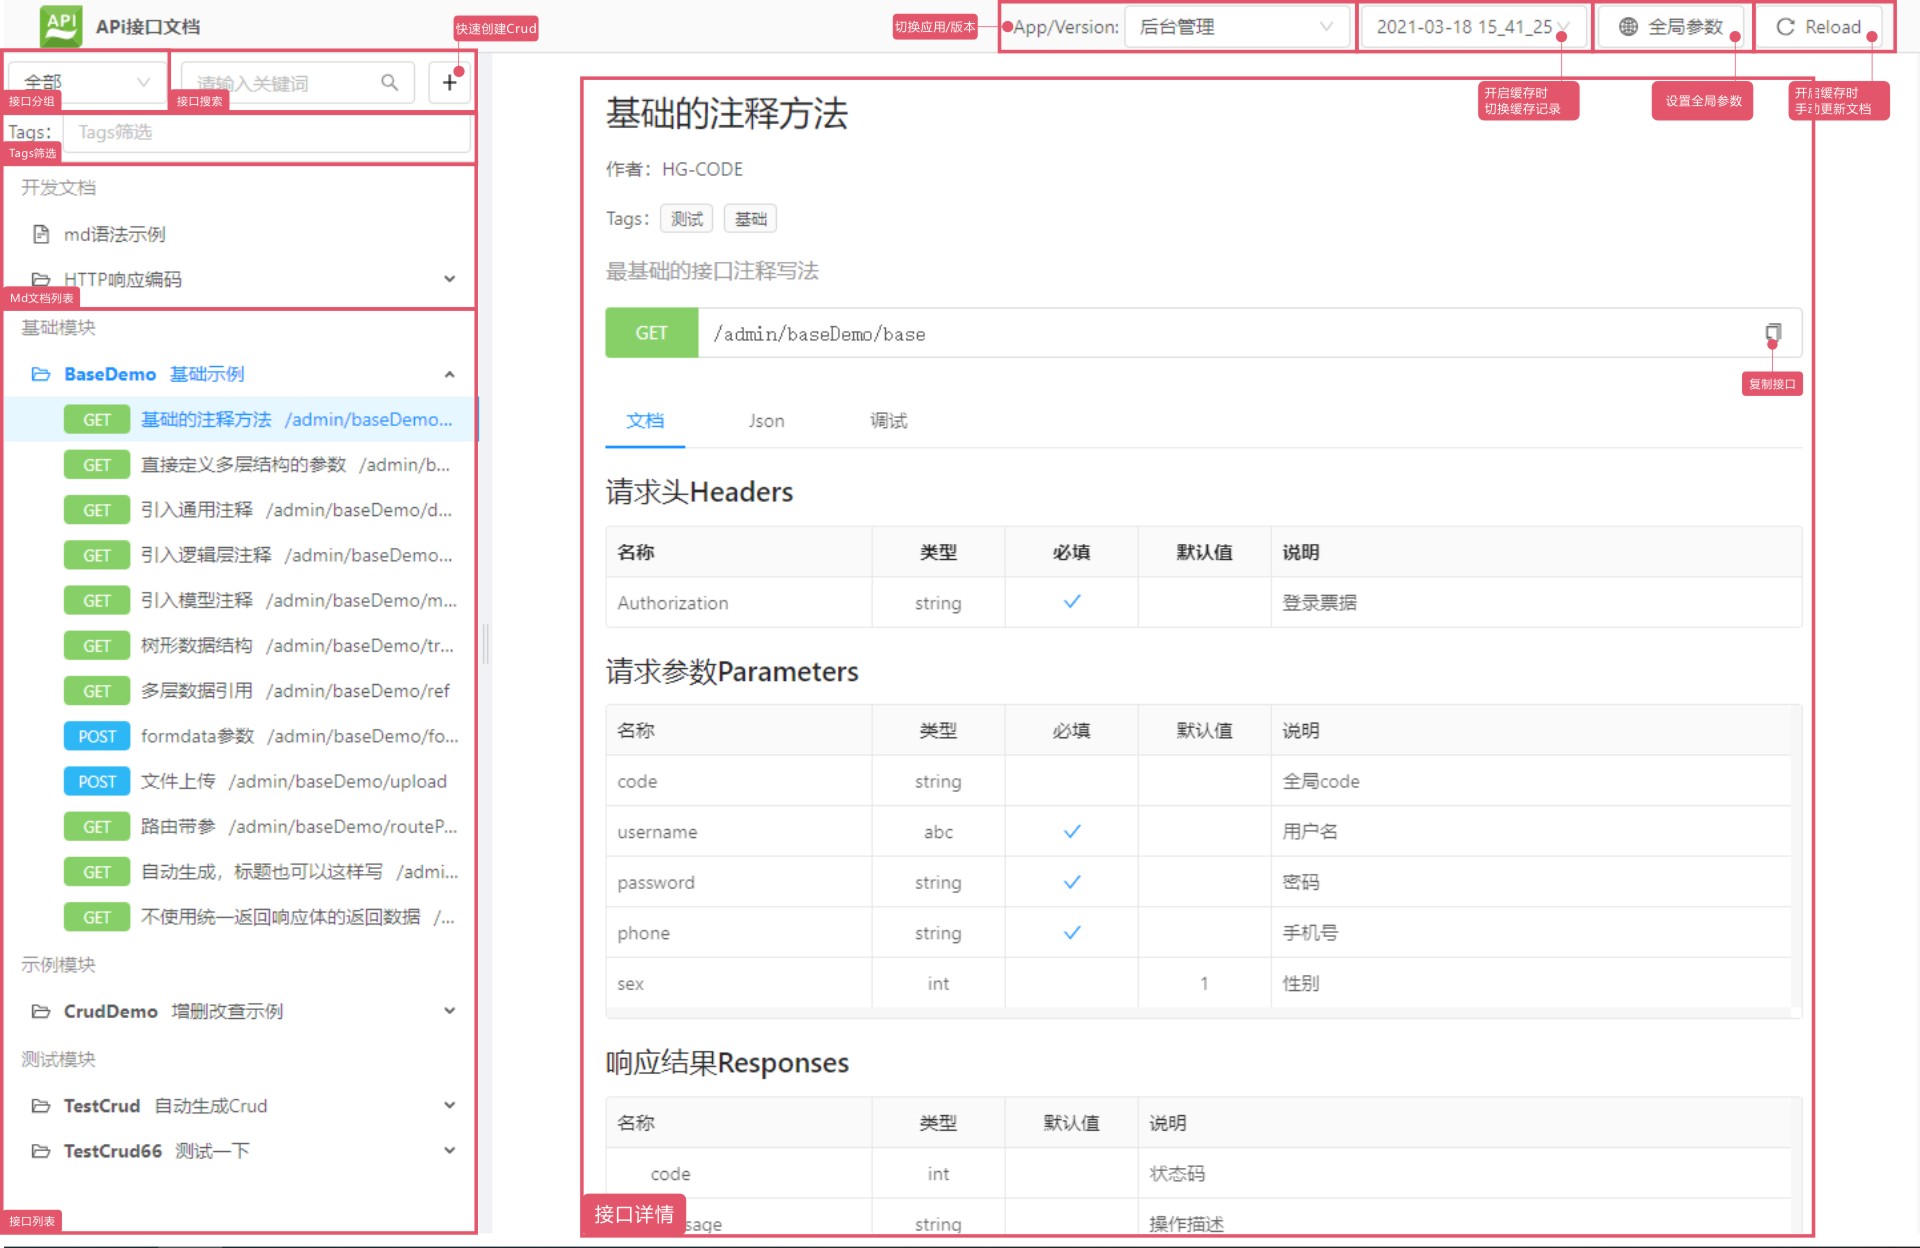 API APi接口文档
快速创建Crud
切换应用/版本
App/Version: 后台管理
2021-03-18 15_41_25
全局参数
Reload
全部
请输入关键词
+
接口分组
接口搜索
开启缓存时
切换缓存记录
设置全局参数
开启缓存时
手动更新文档
Tags: Tags筛选
Tags筛选
开发文档
md语法示例
HTTP响应编码
Md文档列表
基础模块
BaseDemo 基础示例
GET 基础的注释方法 /admin/baseDemo...
GET 直接定义多层结构的参数 /admin/b...
GET 引入通用注释 /admin/baseDemo/d...
GET 引入逻辑层注释 /admin/baseDemo...
GET 引入模型注释 /admin/baseDemo/m...
GET 树形数据结构 /admin/baseDemo/tr...
GET 多层数据引用 /admin/baseDemo/ref
POST formdata参数 /admin/baseDemo/fo...
POST 文件上传 /admin/baseDemo/upload
GET 路由带参 /admin/baseDemo/routeP...
GET 自动生成，标题也可以这样写 /admi...
GET 不使用统一返回响应体的返回数据 /...
示例模块
CrudDemo 增删改查示例
测试模块
TestCrud 自动生成Crud
TestCrud66 测试一下
接口列表
基础的注释方法
作者：HG-CODE
Tags: 测试 基础
最基础的接口注释写法
GET /admin/baseDemo/base
复制接口
文档 Json 调试
请求头Headers
名称 类型 必填 默认值 说明
Authorization string 登录票据
请求参数Parameters
名称 类型 必填 默认值 说明
code string 全局code
username abc 用户名
password string 密码
phone string 手机号
sex int 1 性别
响应结果Responses
名称 类型 默认值 说明
code int 状态码
sage string 操作描述
接口详情